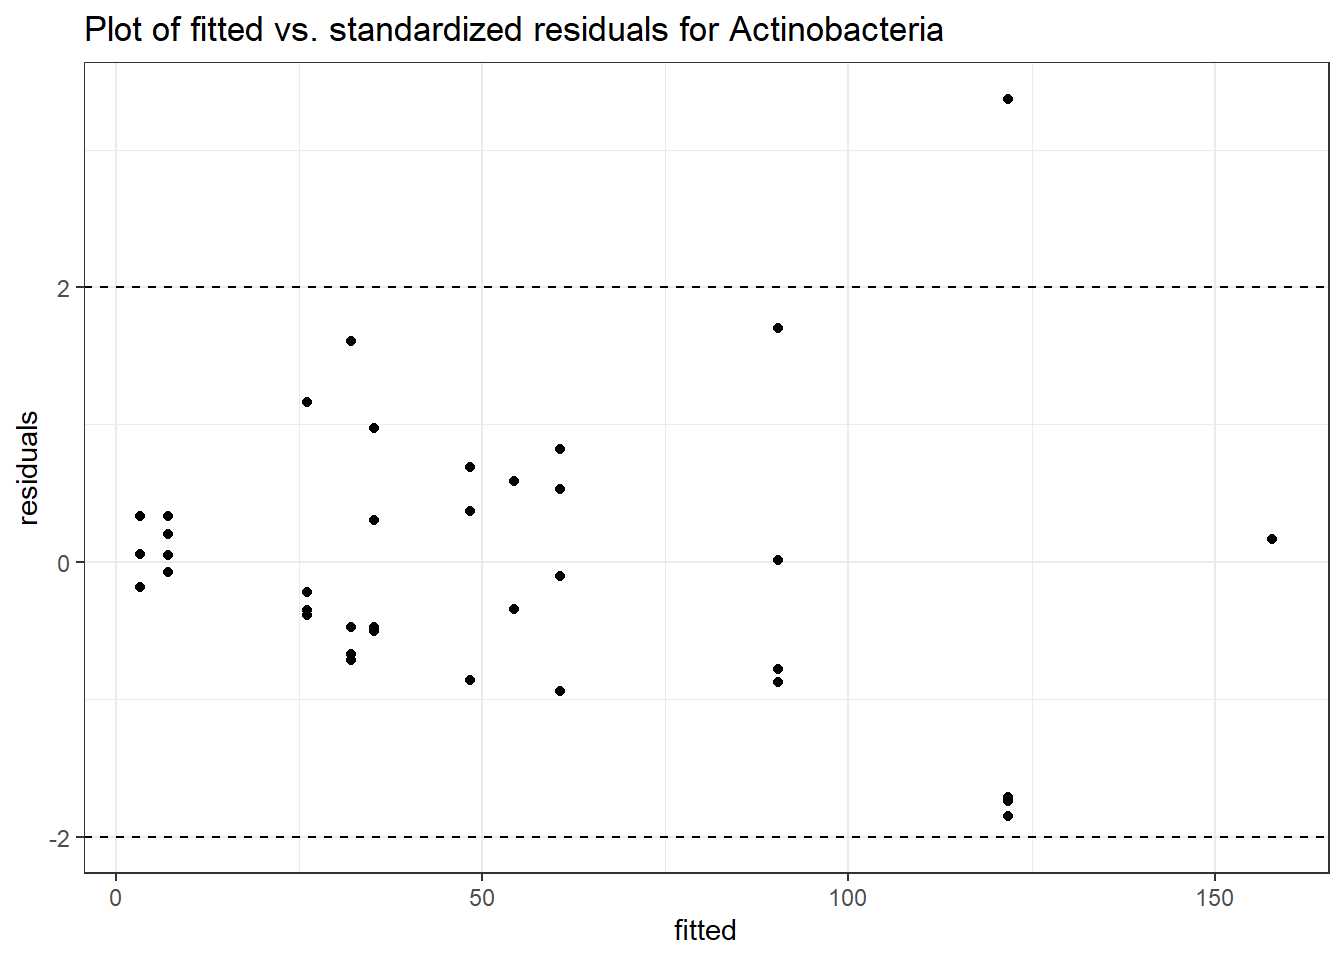 Plot of fitted vs. standardized residuals for Actinobacteria
residuals
2
0
-2
0
50
100
150
fitted